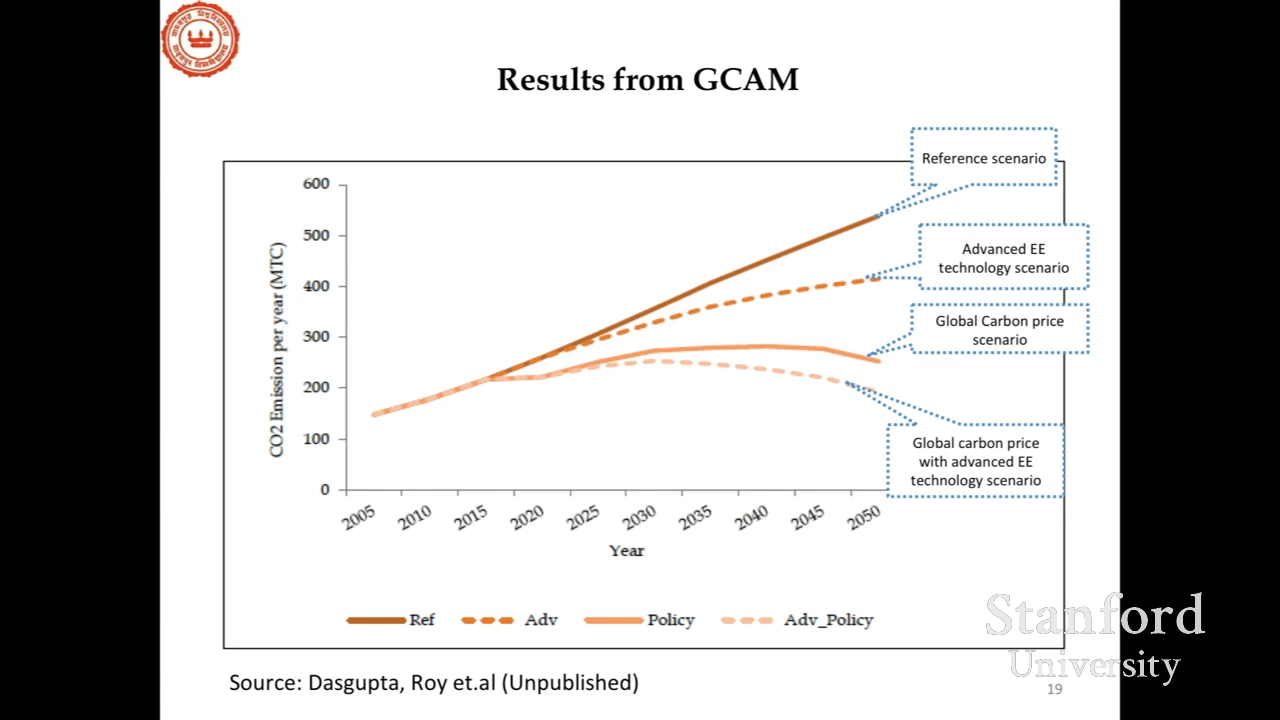 Results from GCAM
Reference scenario
Advanced EE
technology scenario
Global Carbon price
scenario
Global carbon price
with advanced EE
technology scenario
CO2 Emission per year (MTC)
600
500
400
300
200
100
0
2005 2010 2015 2020 2025 2030 2035 2040 2045 2050
Year
Ref Adv Policy Adv_Policy
Source: Dasgupta, Roy et.al (Unpublished)
Stanford
University
19